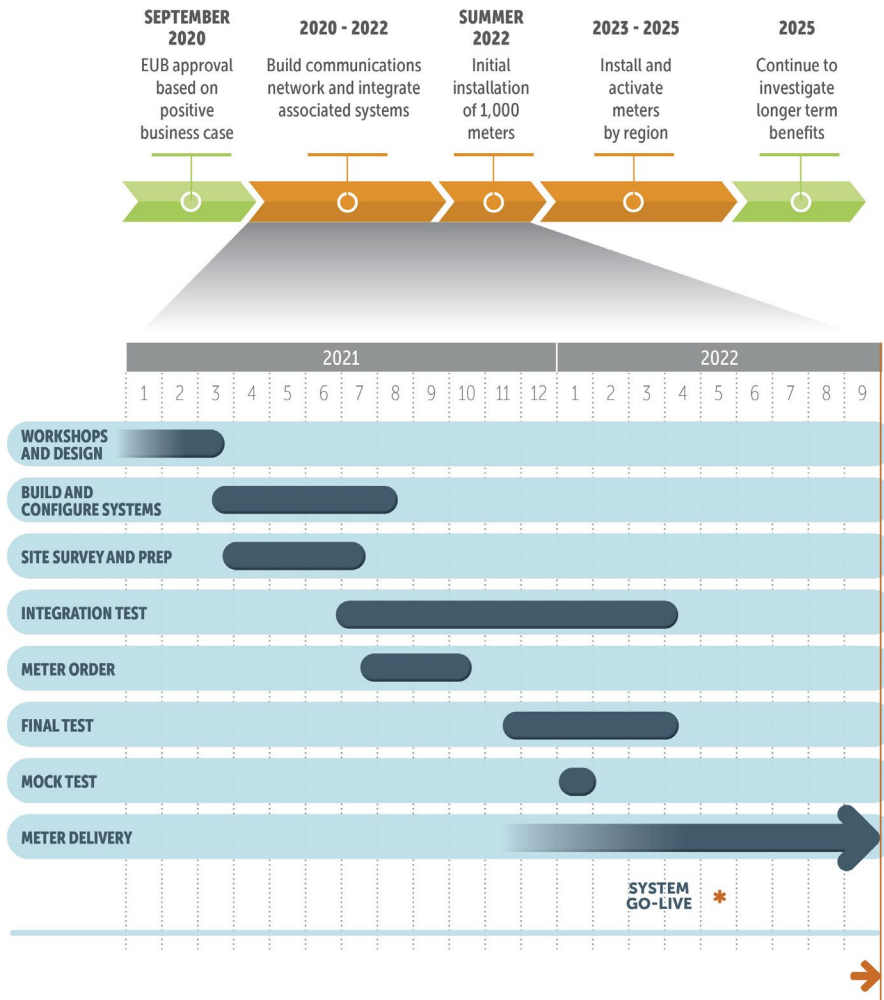 SEPTEMBER
2020
EUB approval
based on
positive
business case
2020 - 2022
Build communications
network and integrate
associated systems
SUMMER
2022
Initial
installation
of 1,000
meters
2023 - 2025
Install and
activate
meters
by region
2025
Continue to
investigate
longer term
benefits
2021 2022
1 2 3 4 5 6 7 8 9 10 11 12 1 2 3 4 5 6 7 8 9
WORKSHOPS
AND DESIGN
BUILD AND
CONFIGURE SYSTEMS
SITE SURVEY AND PREP
INTEGRATION TEST
METER ORDER
FINAL TEST
MOCK TEST
METER DELIVERY
SYSTEM
GO-LIVE *